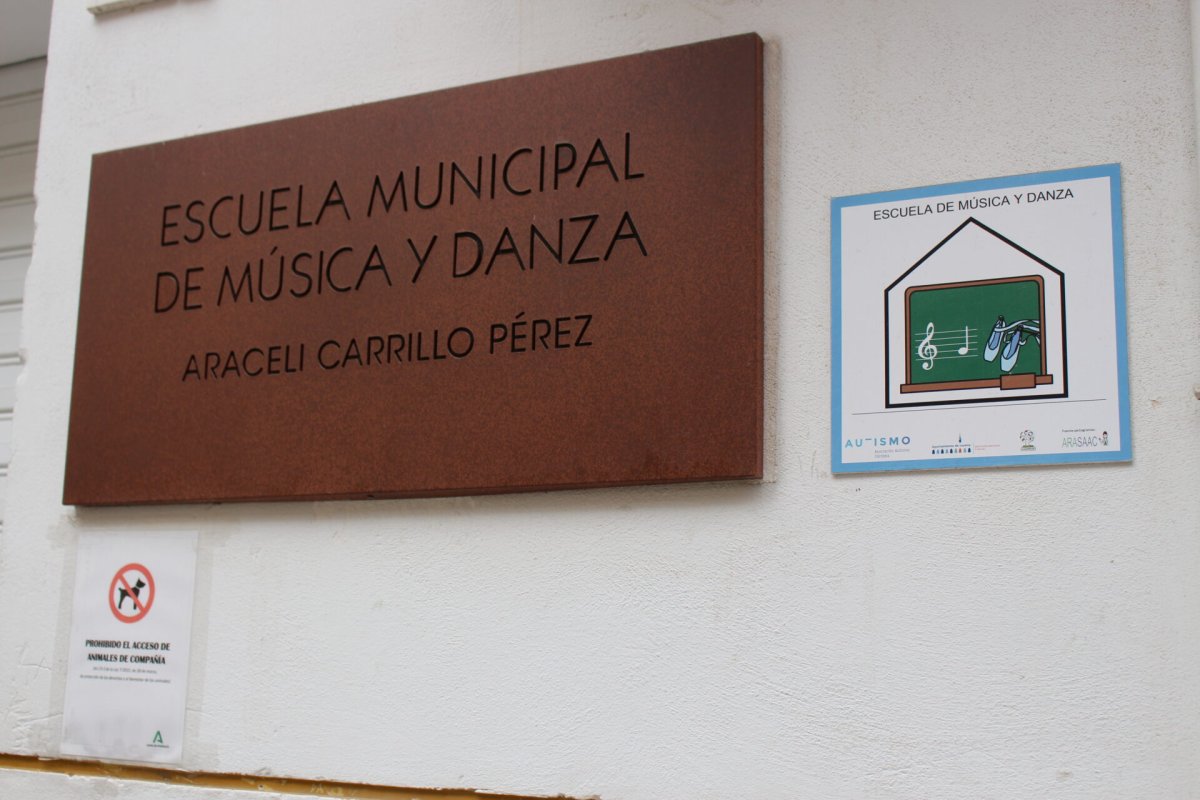 ESCUELA MUNICIPAL
DE MÚSICA Y DANZA
ARACELI CARRILLO PÉREZ
ESCUELA DE MÚSICA Y DANZA
AUTISMO
ARASAAC
PROHIBIDO EL ACCESO DE
ANIMALES DE COMPAÑÍA